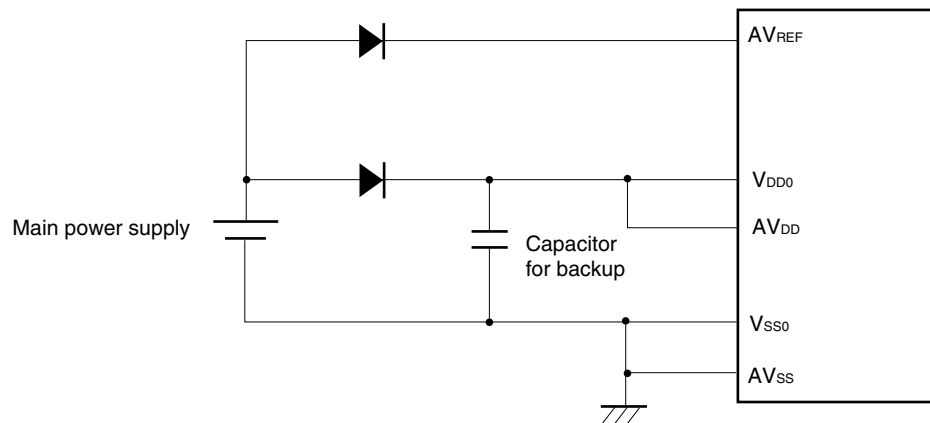 AVREF
VDD0
Main power supply
AVDD
Capacitor
for backup
VSS0
AVSS